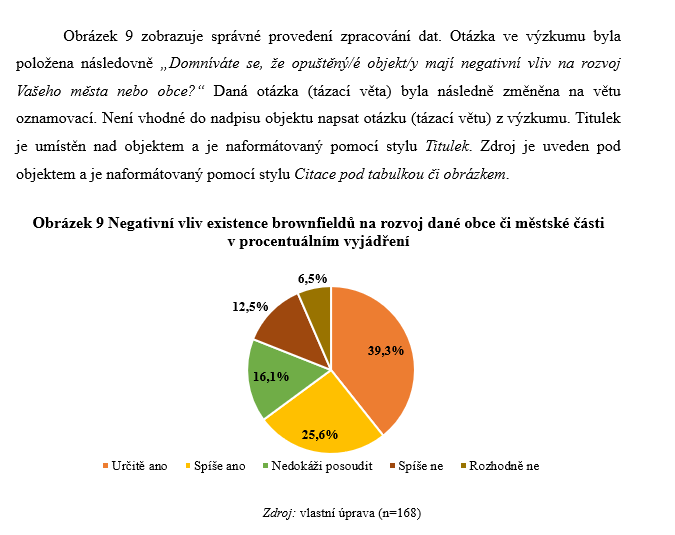 Obrázek 9 zobrazuje správné provedení zpracování dat. Otázka ve výzkumu byla
položena následovně „Domníváte se, že opuštěný/é objekt/y mají negativní vliv na rozvoj
Vašeho města nebo obce?“ Daná otázka (tázací věta) byla následně změněna na větu
oznamovací. Není vhodné do nadpisu objektu napsat otázku (tázací větu) z výzkumu. Titulek
je umístěn nad objektem a je naformátovaný pomocí stylu Titulek. Zdroj je uveden pod
objektem a je naformátovaný pomocí stylu Citace pod tabulkou či obrázkem.
Obrázek 9 Negativní vliv existence brownfieldů na rozvoj dané obce či městské části
v procentuálním vyjádření
6,5%
12,5%
39,3%
16,1%
25,6%
Určitě ano Spíše ano Nedokáži posoudit Spíše ne Rozhodně ne
Zdroj: vlastní úprava (n=168)